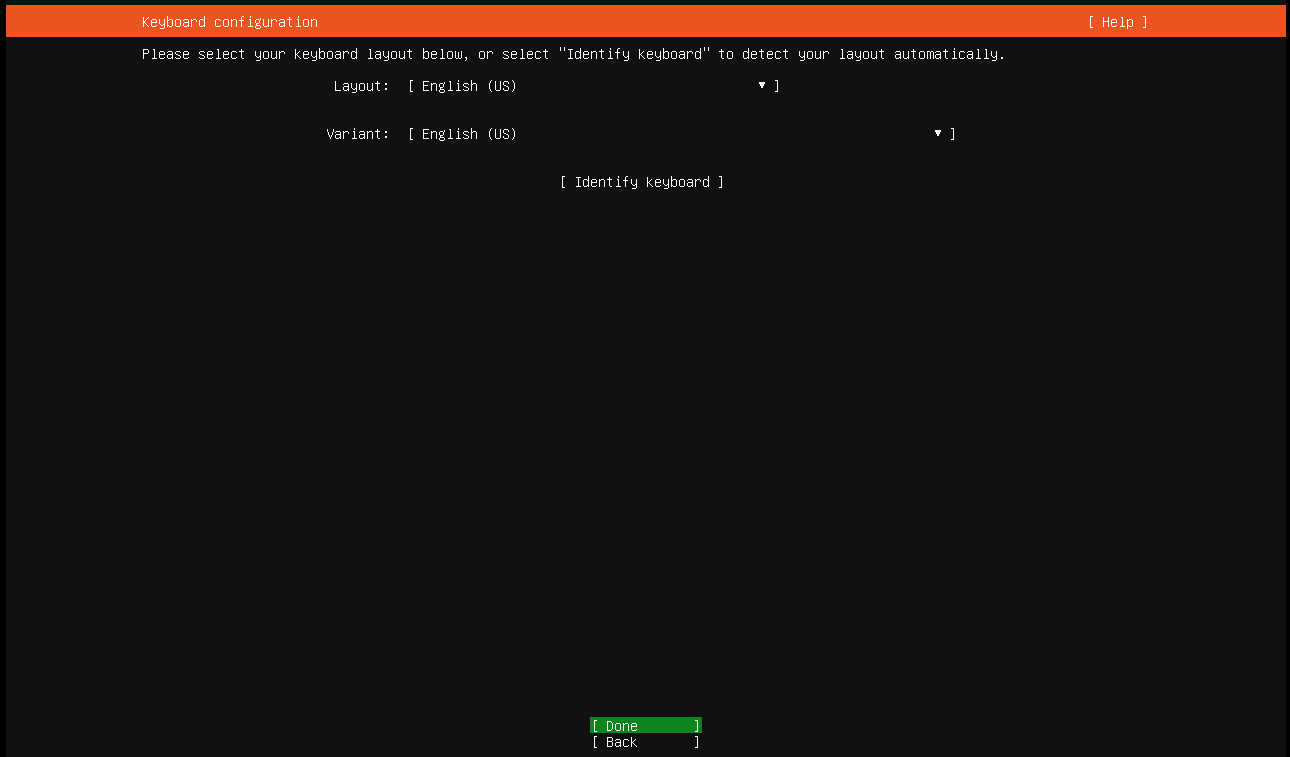 Keyboard configuration [ Help ]
Please select your keyboard layout below, or select "Identify keyboard" to detect your layout automatically.
Layout: [ English (US) ▾ ]
Variant: [ English (US) ▾ ]
[ Identify keyboard ]
[ Done ]
[ Back ]